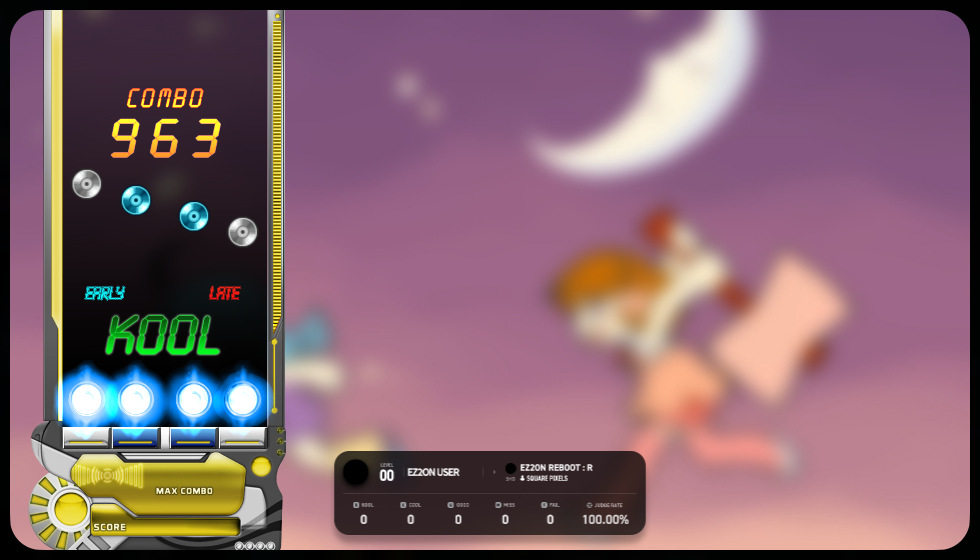 COMBO
963
EARLY LATE
KOOL
MAX COMBO
SCORE
LEVEL
00 EZ2ON USER
EZ2ON REBOOT : R
SQUARE PIXELS
KOOL COOL GOOD MISS FAIL JUDGE RATE
0 0 0 0 0 100.00%